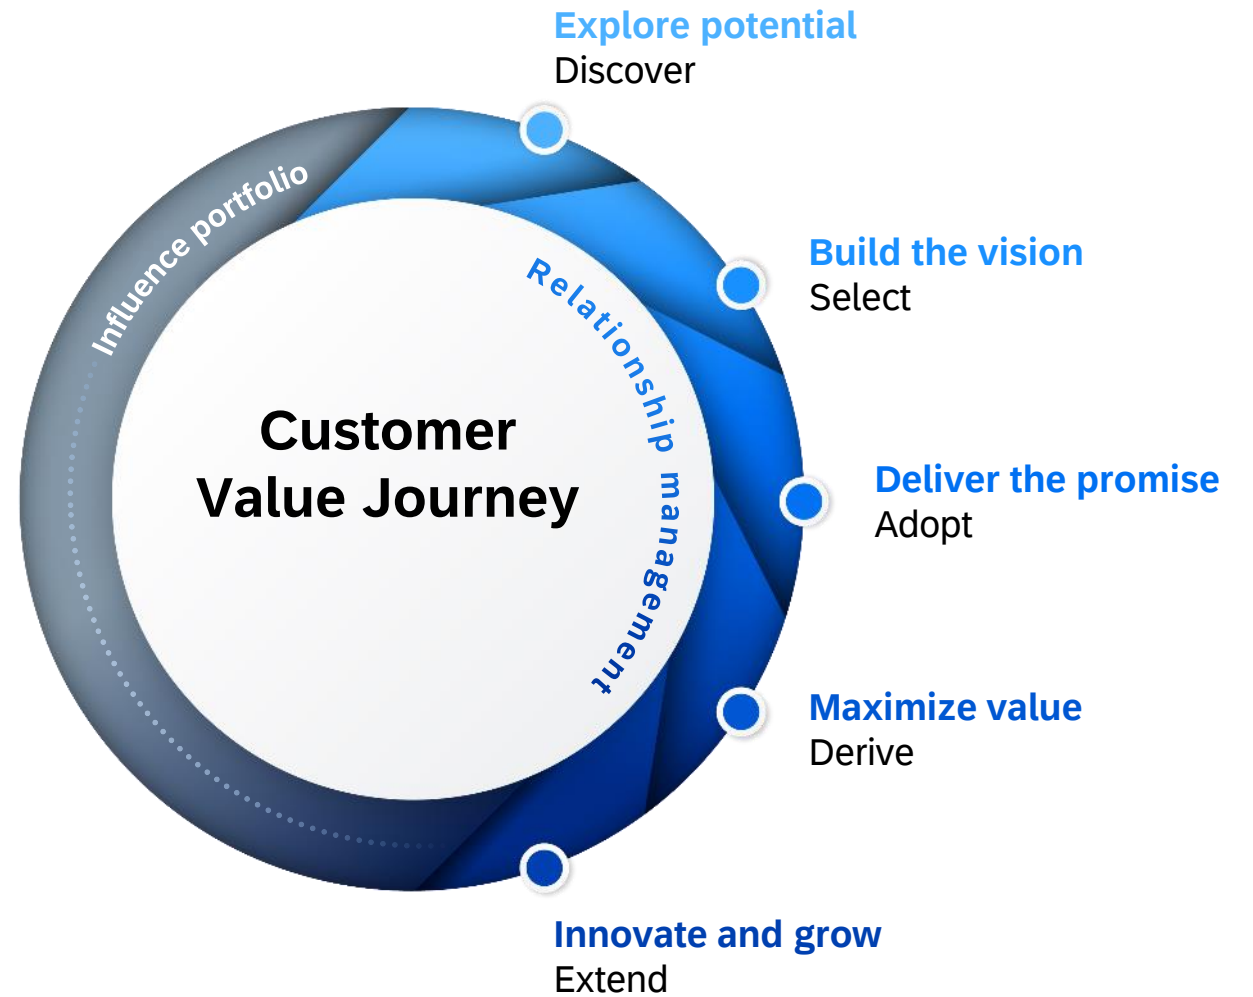 Explore potential
Discover
Influence portfolio
Build the vision
Select
Relationship management
Customer
Value Journey
Deliver the promise
Adopt
Maximize value
Derive
Innovate and grow
Extend